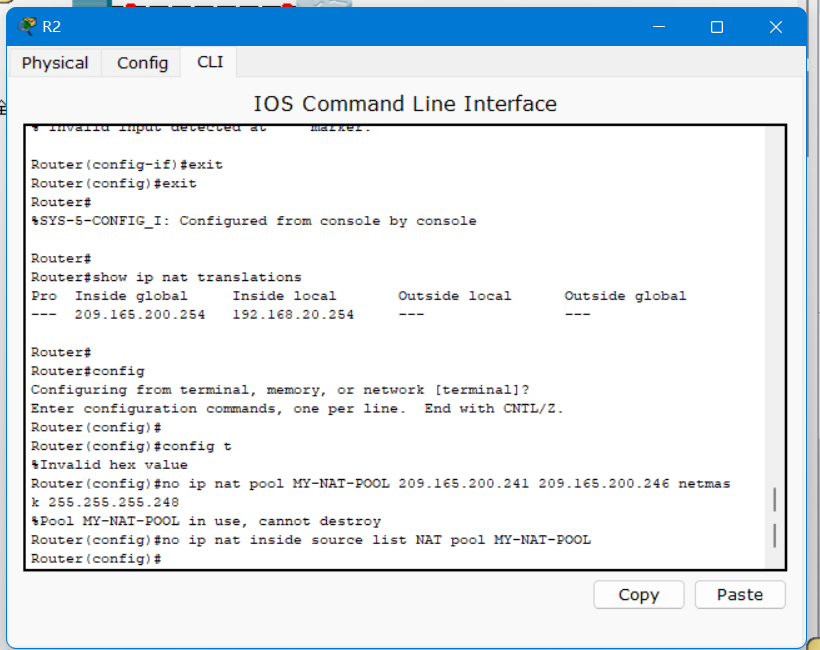 R2
Physical Config CLI
IOS Command Line Interface
% Invalid input detected at marker.
Router(config-if)#exit
Router(config)#exit
Router#
%SYS-5-CONFIG_I: Configured from console by console
Router#
Router#show ip nat translations
Pro Inside global Inside local Outside local Outside global
--- 209.165.200.254 192.168.20.254 --- ---
Router#
Router#config
Configuring from terminal, memory, or network [terminal]?
Enter configuration commands, one per line. End with CNTL/Z.
Router(config)#
Router(config)#config t
%Invalid hex value
Router(config)#no ip nat pool MY-NAT-POOL 209.165.200.241 209.165.200.246 netmas
k 255.255.255.248
%Pool MY-NAT-POOL in use, cannot destroy
Router(config)#no ip nat inside source list NAT pool MY-NAT-POOL
Router(config)#
Copy Paste